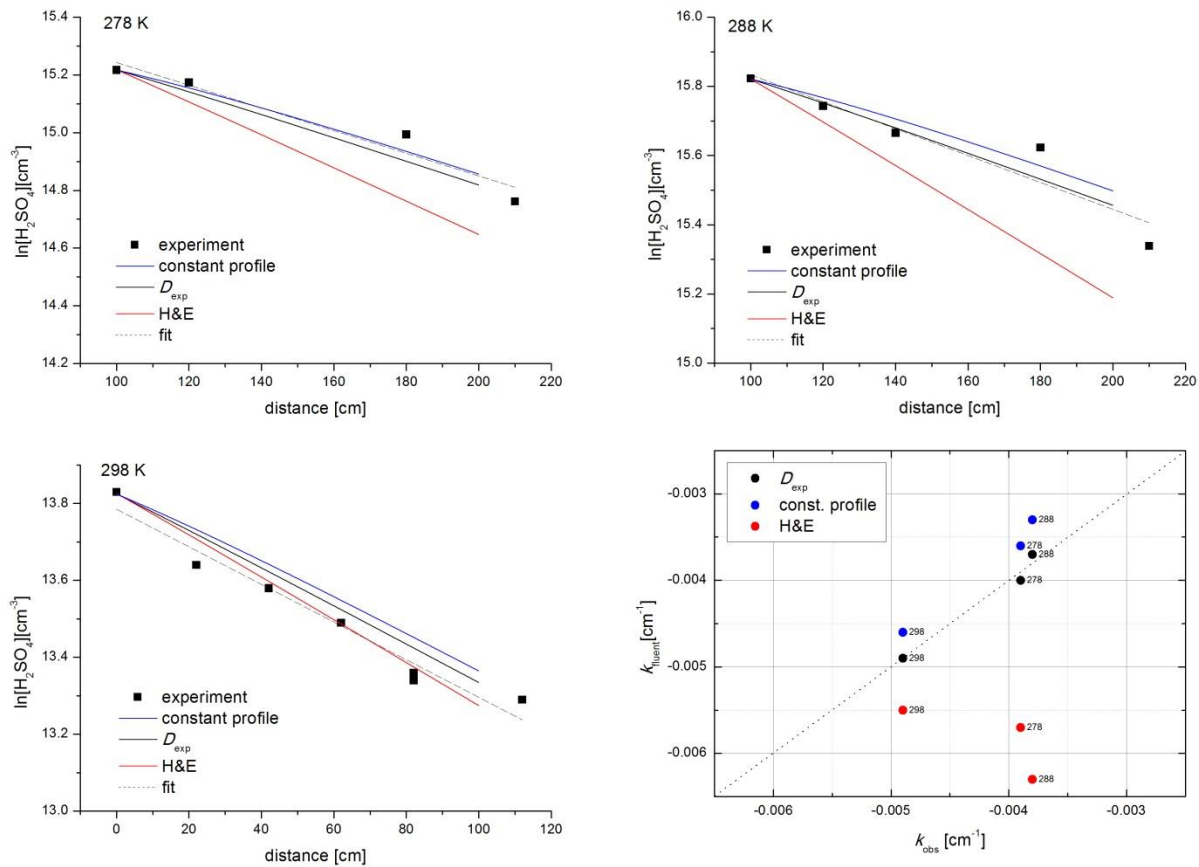 278 K
15.4
15.2
15.0
14.8
14.6
14.4
14.2
ln[H₂SO₄][cm⁻³]
experiment
constant profile
D_exp
H&E
fit
100 120 140 160 180 200 220
distance [cm]
288 K
16.0
15.8
15.6
15.4
15.2
15.0
ln[H₂SO₄][cm⁻³]
experiment
constant profile
D_exp
H&E
fit
100 120 140 160 180 200 220
distance [cm]
298 K
13.8
13.6
13.4
13.2
13.0
ln[H₂SO₄][cm⁻³]
experiment
constant profile
D_exp
H&E
fit
0 20 40 60 80 100 120
distance [cm]
D_exp
const. profile
H&E
-0.003
-0.004
-0.005
-0.006
k_fluent[cm⁻¹]
288
278
288
278
298
298
298
278
288
-0.006 -0.005 -0.004 -0.003
k_obs [cm⁻¹]